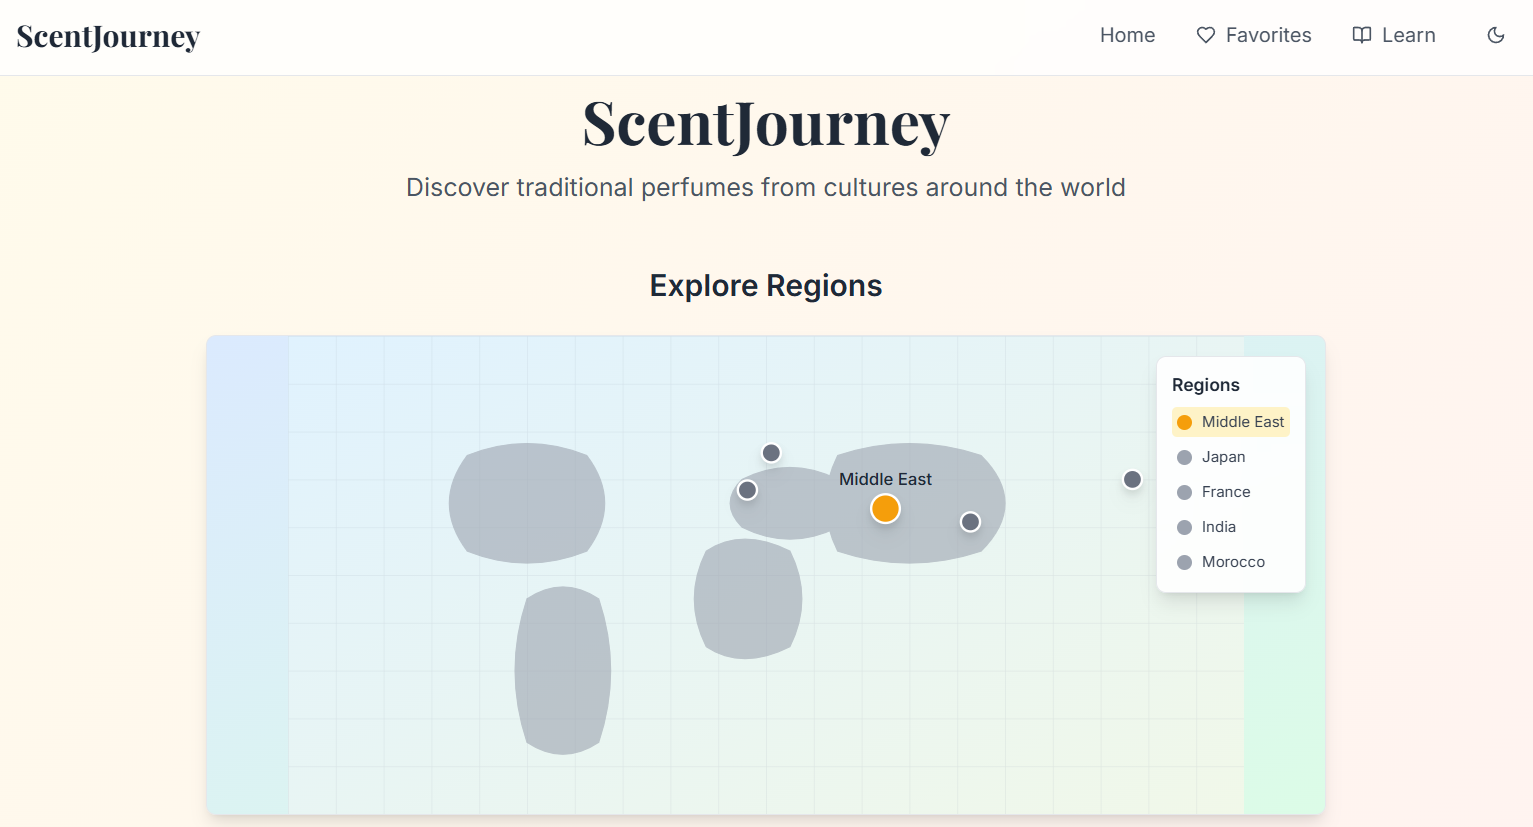 ScentJourney
Home
Favorites
Learn
ScentJourney
Discover traditional perfumes from cultures around the world
Explore Regions
Middle East
Regions
Middle East
Japan
France
India
Morocco